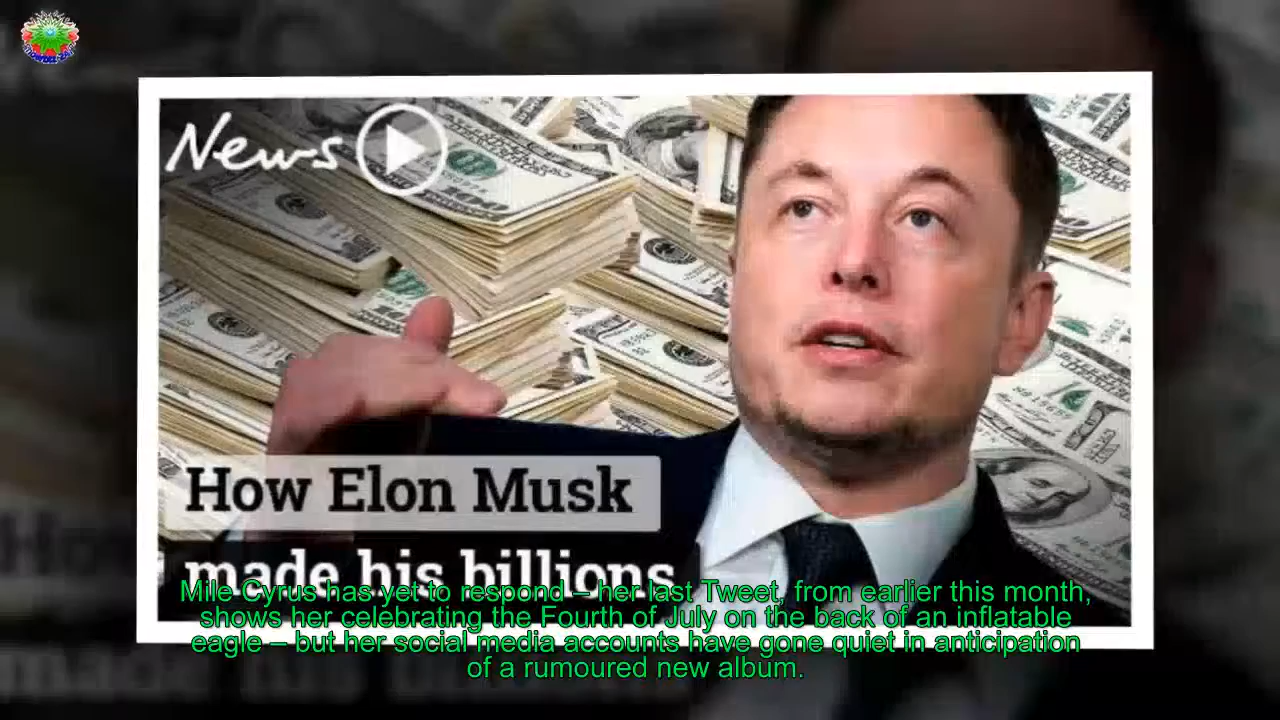 News
How Elon Musk
made his billions
Mile Cyrus has yet to respond – her last Tweet, from earlier this month,
shows her celebrating the Fourth of July on the back of an inflatable
eagle – but her social media accounts have gone quiet in anticipation
of a rumoured new album.